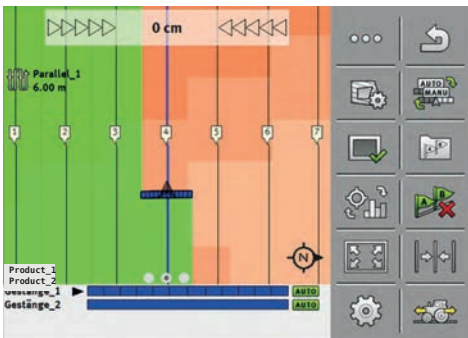 0 cm
AUTO
MANU
Parallel_1
6.00 m
1 2 3 4 5 6 7
A B
N
Product_1
Product_2
Gestänge_1 AUTO
Gestänge_2 AUTO